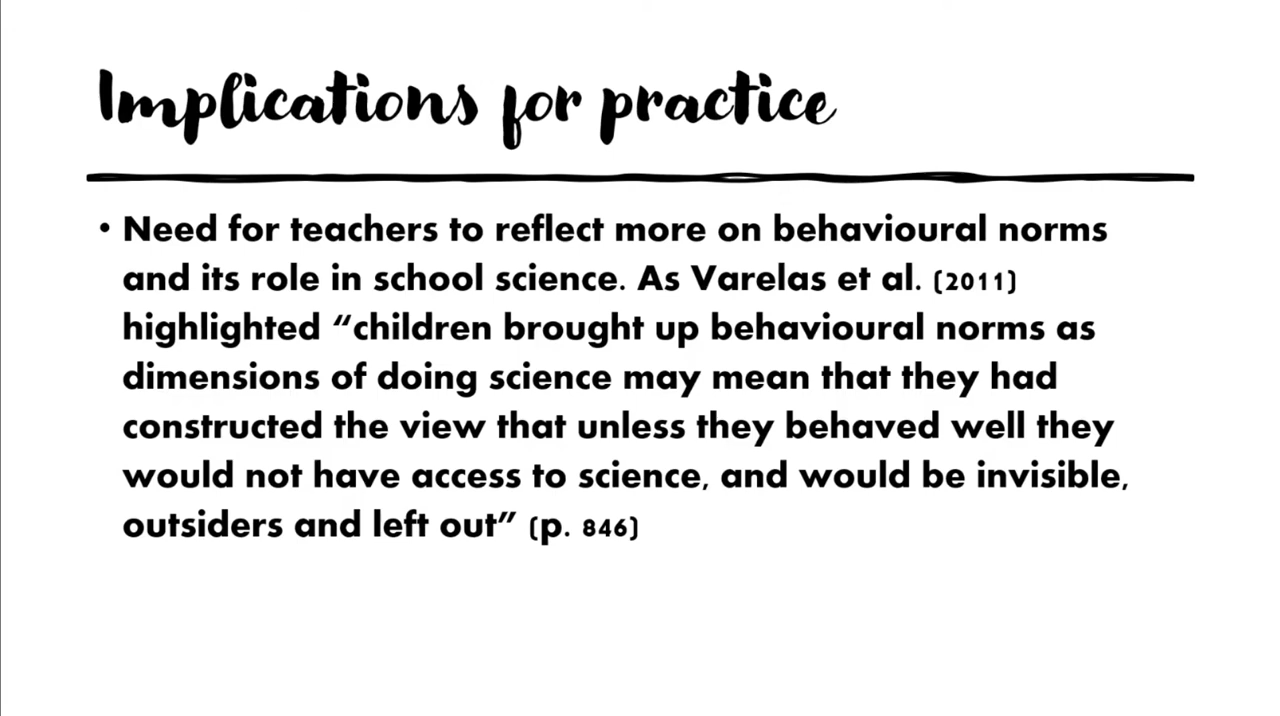 Implications for practice
• Need for teachers to reflect more on behavioural norms
and its role in school science. As Varelas et al. (2011)
highlighted “children brought up behavioural norms as
dimensions of doing science may mean that they had
constructed the view that unless they behaved well they
would not have access to science, and would be invisible,
outsiders and left out” (p. 846)